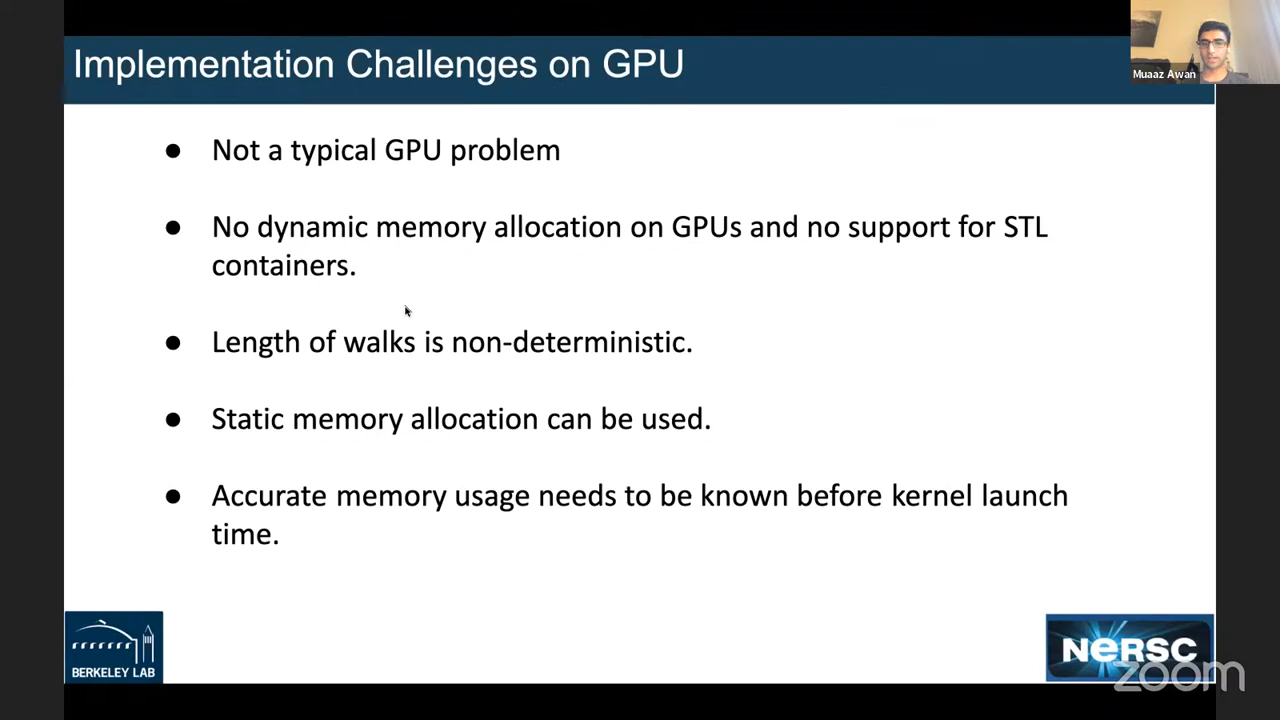 Implementation Challenges on GPU
Muaaz Awan
● Not a typical GPU problem
● No dynamic memory allocation on GPUs and no support for STL
containers.
● Length of walks is non-deterministic.
● Static memory allocation can be used.
● Accurate memory usage needs to be known before kernel launch
time.
BERKELEY LAB
NeRSC
zoom